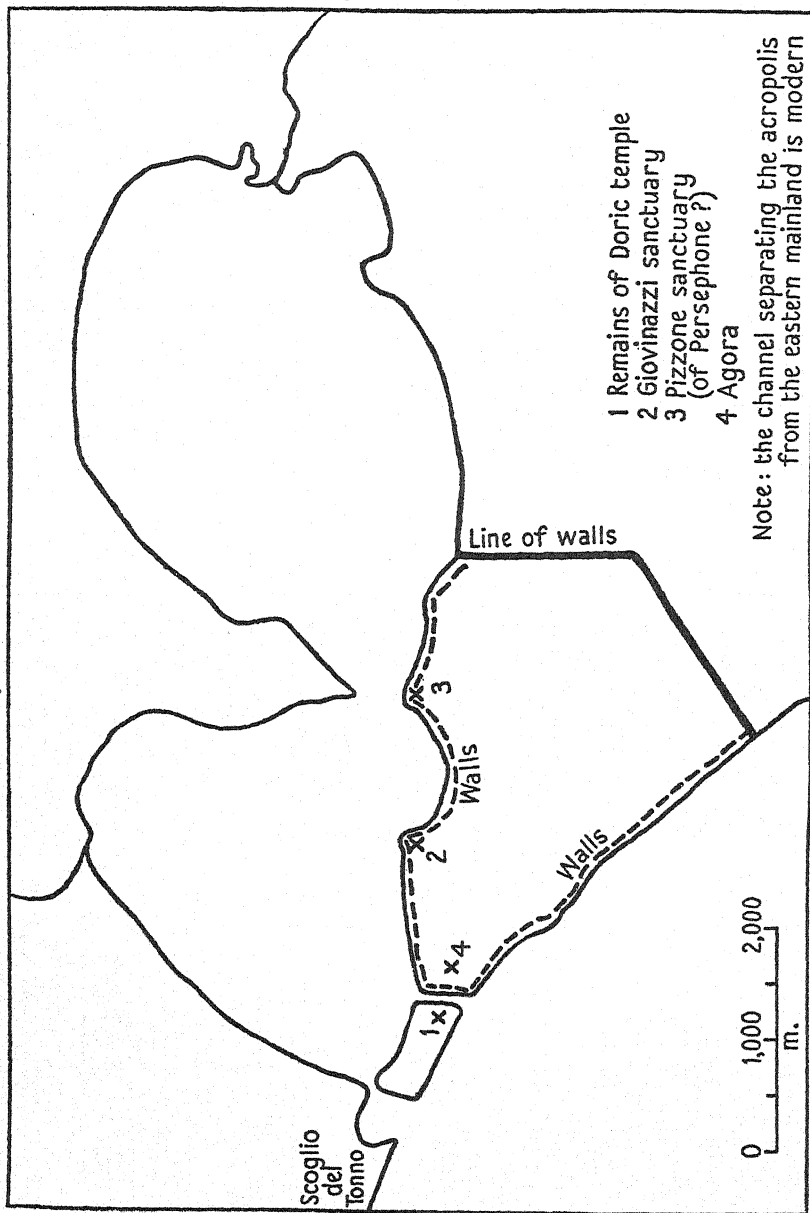 Scoglio
del
Tonno
1
4
2
3
Walls
Walls
Line of walls
0 1,000 2,000
m.
1 Remains of Doric temple
2 Giovinazzi sanctuary
3 Pizzone sanctuary
(of Persephone ?)
4 Agora
Note: the channel separating the acropolis
from the eastern mainland is modern